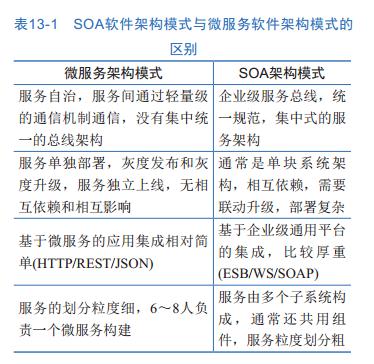 表13-1 SOA软件架构模式与微服务软件架构模式的
区别
微服务架构模式
SOA架构模式
服务自治，服务间通过轻量级
的通信机制通信，没有集中统
一的总线架构
企业级服务总线，统
一规范，集中式的服
务架构
服务单独部署，灰度发布和灰
度升级，服务独立上线，无相
互依赖和相互影响
通常是单块系统架
构，相互依赖，需要
联动升级，部署复杂
基于微服务的应用集成相对简
单(HTTP/REST/JSON)
基于企业级通用平台
的集成，比较厚重
(ESB/WS/SOAP)
服务的划分粒度细，6～8人负
责一个微服务构建
服务由多个子系统构
成，通常还共用组
件，服务粒度划分粗